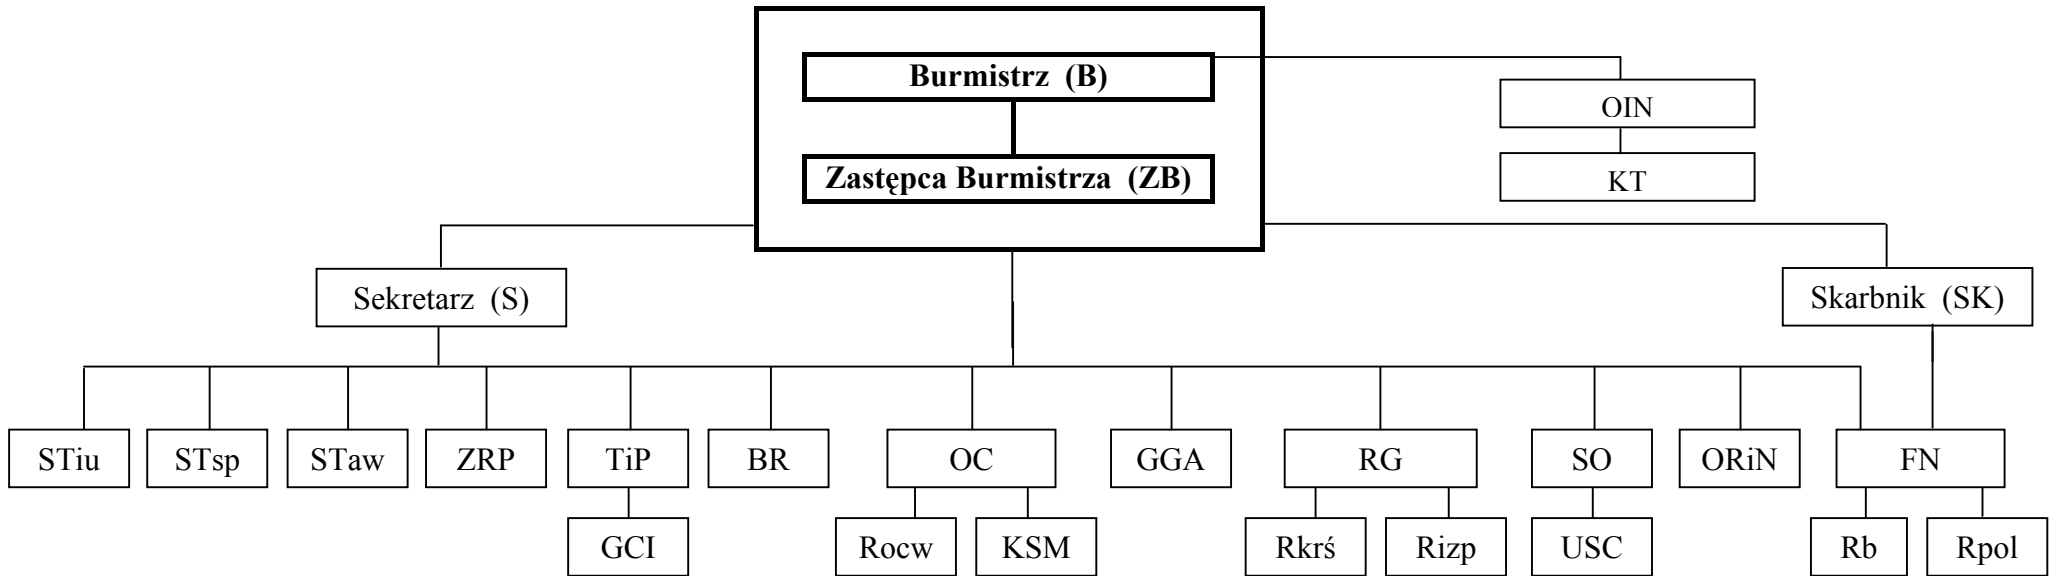 Burmistrz (B)
OIN
Zastępca Burmistrza (ZB)
KT
Sekretarz (S)
Skarbnik (SK)
STiu
STsp
STaw
ZRP
TiP
BR
OC
GGA
RG
SO
ORiN
FN
GCI
Rocw
KSM
Rkrś
Rizp
USC
Rb
Rpol